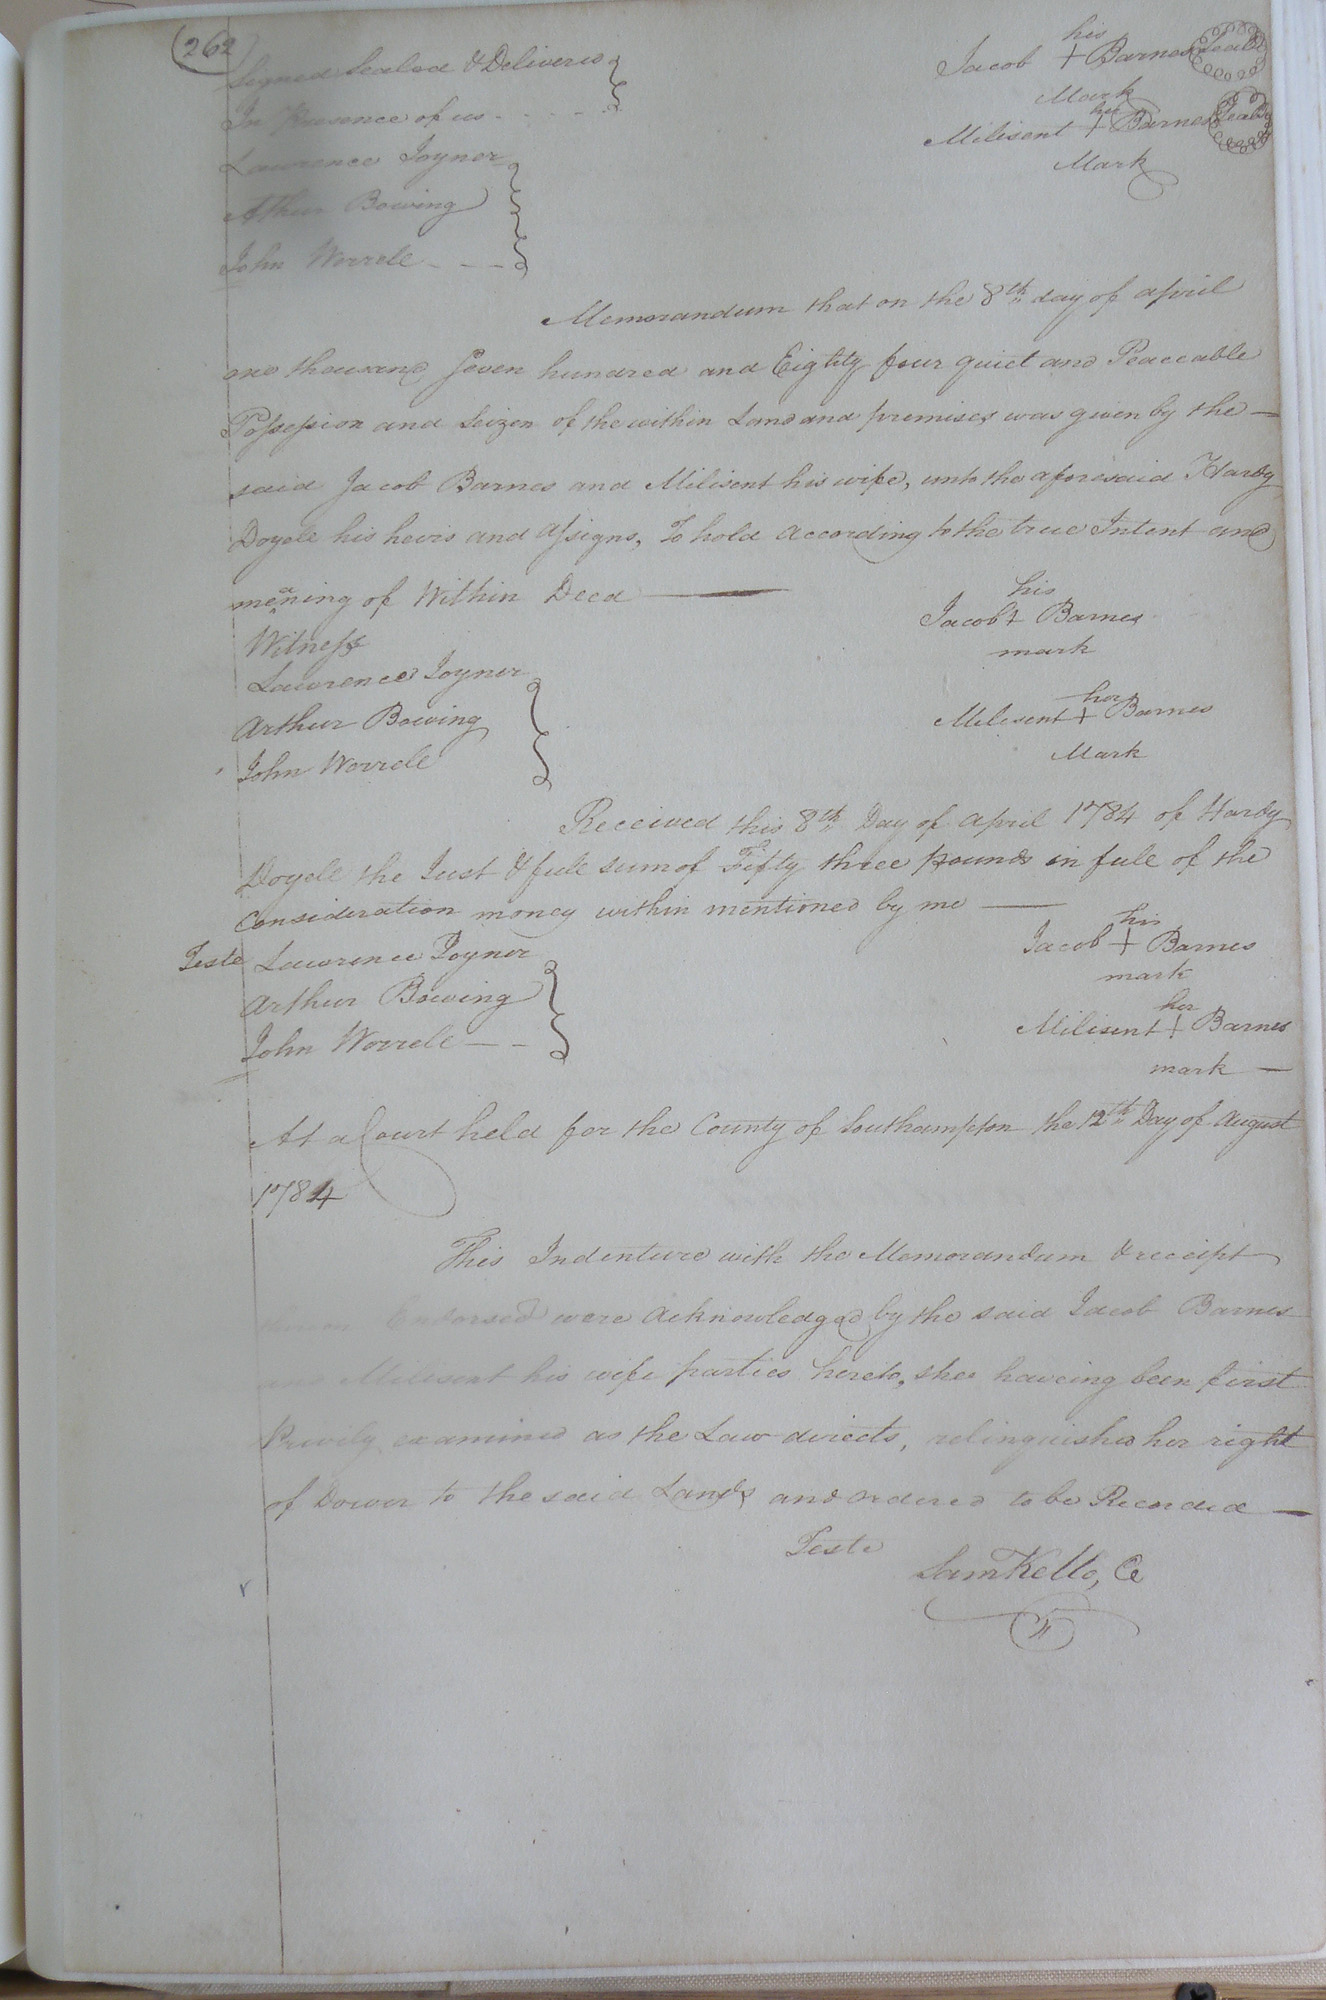 262
Signed Sealed & Delivered
In Presence of us
Lawrence Joyner
Athur Bowing
John Worrele
his
Jacob + Barnes Seal
Mark
her
Milisent + Barnes Seal
Mark
Memorandum that on the 8th day of april
one thousand Seven hundred and Eighty four quiet and Peaceable
Possession and Seizen of the within Land and premises was given by the
said Jacob Barnes and Milisent his wife, unto the aforesaid Hardy
Doyele his heirs and assigns, To hold according to the true Intent and
meaning of Within Deed
his
Jacob + Barnes
mark
Witness
Lawrence Joyner
Arthur Bowing
John Worrele
her
Milisent + Barnes
Mark
Received this 8th Day of april 1784 of Hardy
Doyele the Just & full sum of Fifty three pounds in full of the
Consideration money within mentioned by me
his
Jacob + Barnes
mark
Teste Lawrence Joyner
Arthur Bowing
John Worrele
her
Milisent + Barnes
mark
At a Court held for the County of Southampton the 12th Day of August
1784
This Indenture with the Memorandum & receipt
Endorsed were acknowledged by the said Jacob Barnes
and Milisent his wife parties hereto, she haveing been first
Privily examined as the Law directs, relinquished her right
of Dower to the said Lands and ordered to be Recorded
Teste
Sam Kello, C